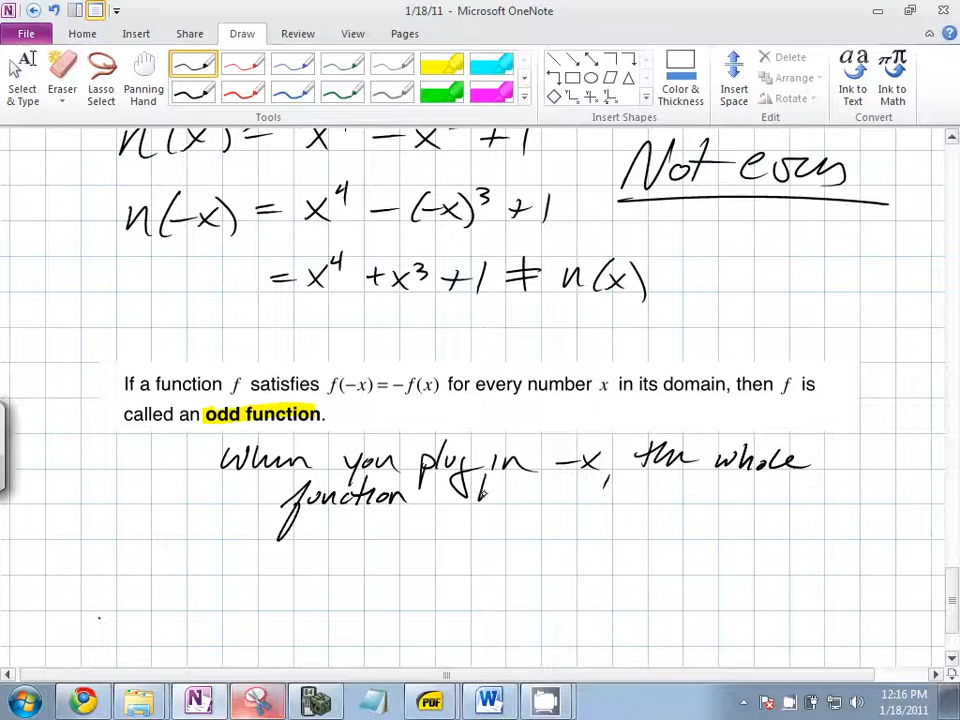 1/18/11 - Microsoft OneNote
File Home Insert Share Draw Review View Pages
Select & Type Eraser Lasso Select Panning Hand Color & Thickness Insert Space Delete Arrange Rotate Ink to Text Ink to Math
Tools Insert Shapes Edit Convert
n(x) = x⁴ - x + 1
Not even
n(-x) = x⁴ - (-x)³ + 1
= x⁴ + x³ + 1 ≠ n(x)
If a function f satisfies f(−x) = −f(x) for every number x in its domain, then f is
called an odd function.
When you plug in -x, the whole
function
12:16 PM
1/18/2011